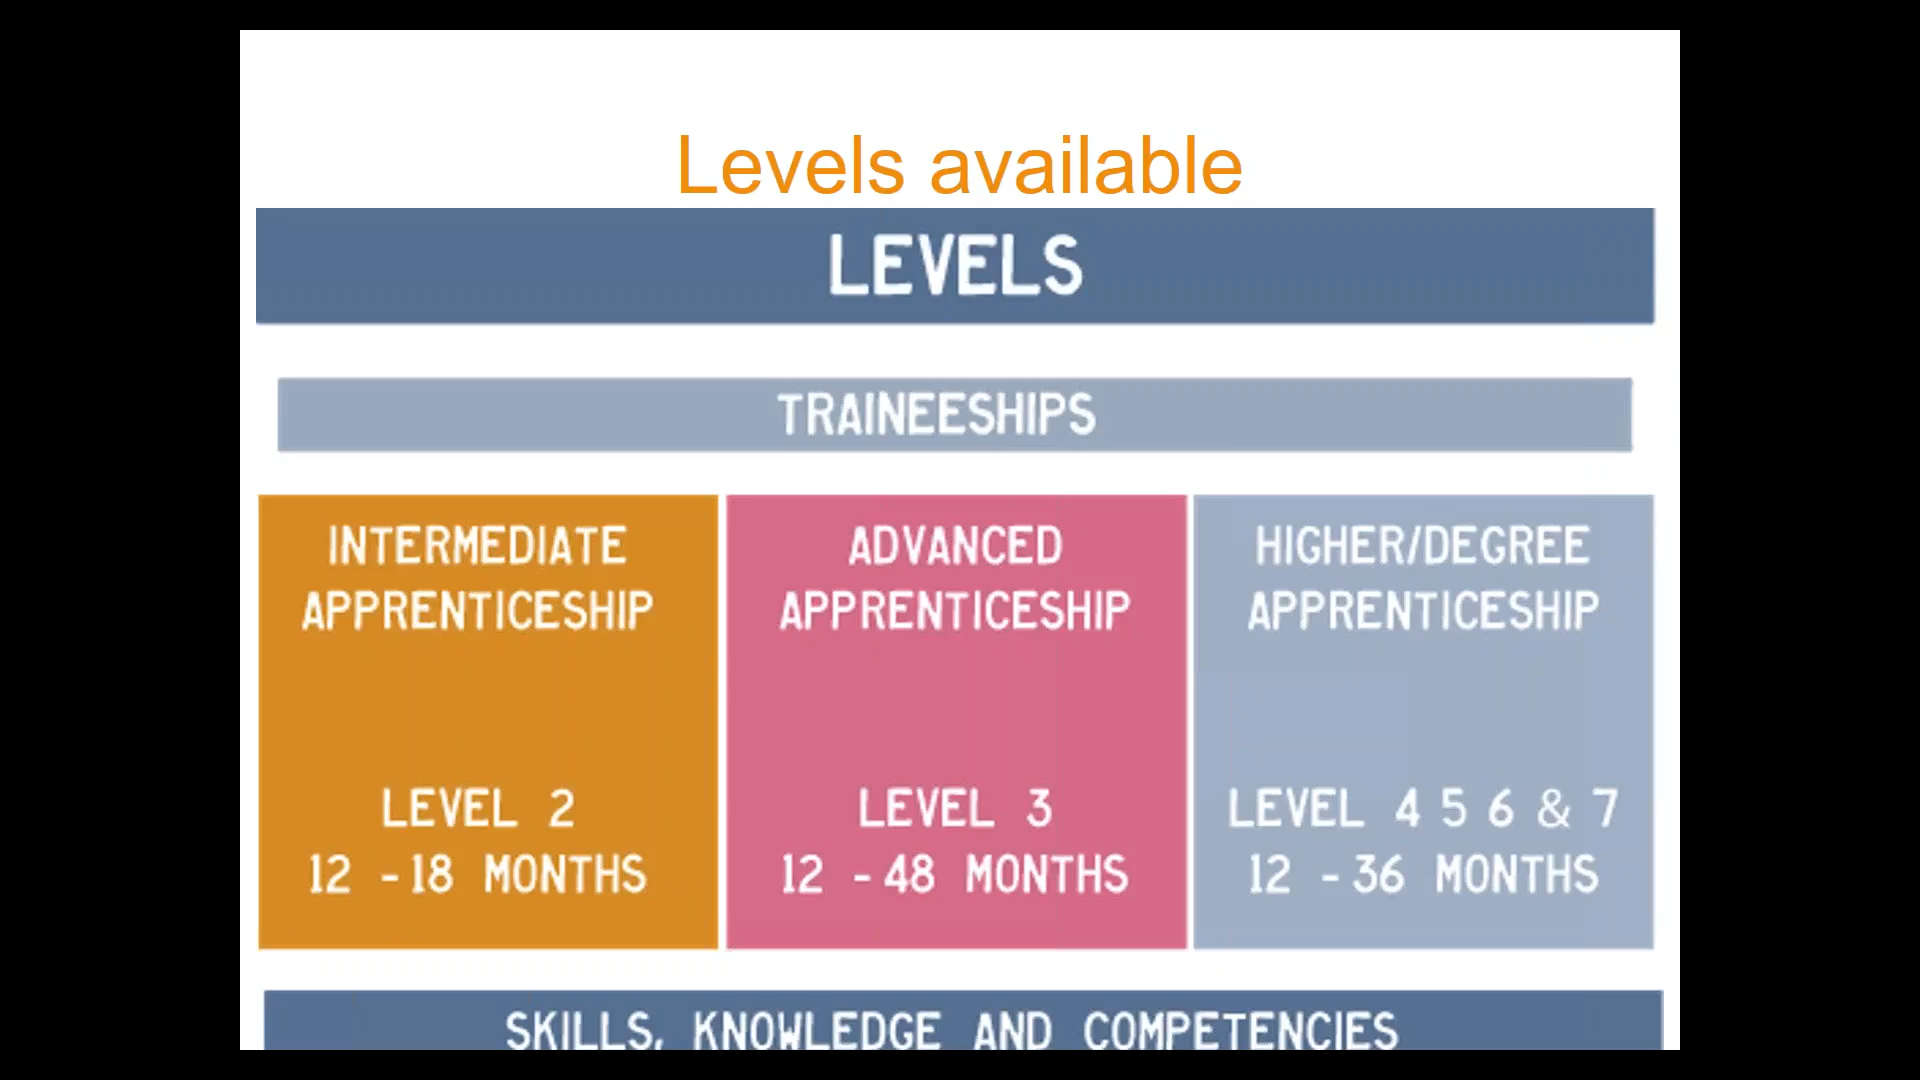 Levels available
LEVELS
TRAINEESHIPS
INTERMEDIATE
APPRENTICESHIP
LEVEL 2
12 - 18 MONTHS
ADVANCED
APPRENTICESHIP
LEVEL 3
12 - 48 MONTHS
HIGHER/DEGREE
APPRENTICESHIP
LEVEL 4 5 6 & 7
12 - 36 MONTHS
SKILLS, KNOWLEDGE AND COMPETENCIES